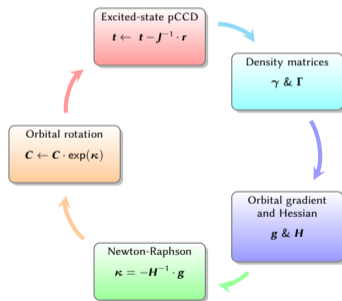 Excited-state pCCD
t ← t − J⁻¹ · r
Density matrices
γ & Γ
Orbital gradient
and Hessian
g & H
Newton-Raphson
κ = −H⁻¹ · g
Orbital rotation
C ← C · exp(κ)